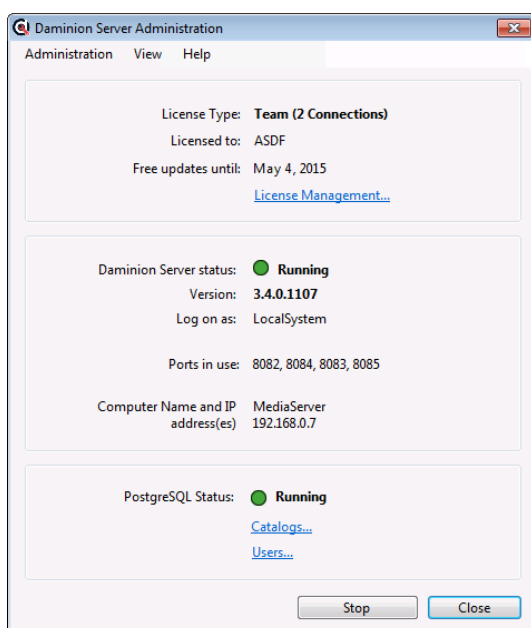 Daminion Server Administration
Administration View Help
License Type: Team (2 Connections)
Licensed to: ASDF
Free updates until: May 4, 2015
License Management...
Daminion Server status: Running
Version: 3.4.0.1107
Log on as: LocalSystem
Ports in use: 8082, 8084, 8083, 8085
Computer Name and IP MediaServer
address(es) 192.168.0.7
PostgreSQL Status: Running
Catalogs...
Users...
Stop Close